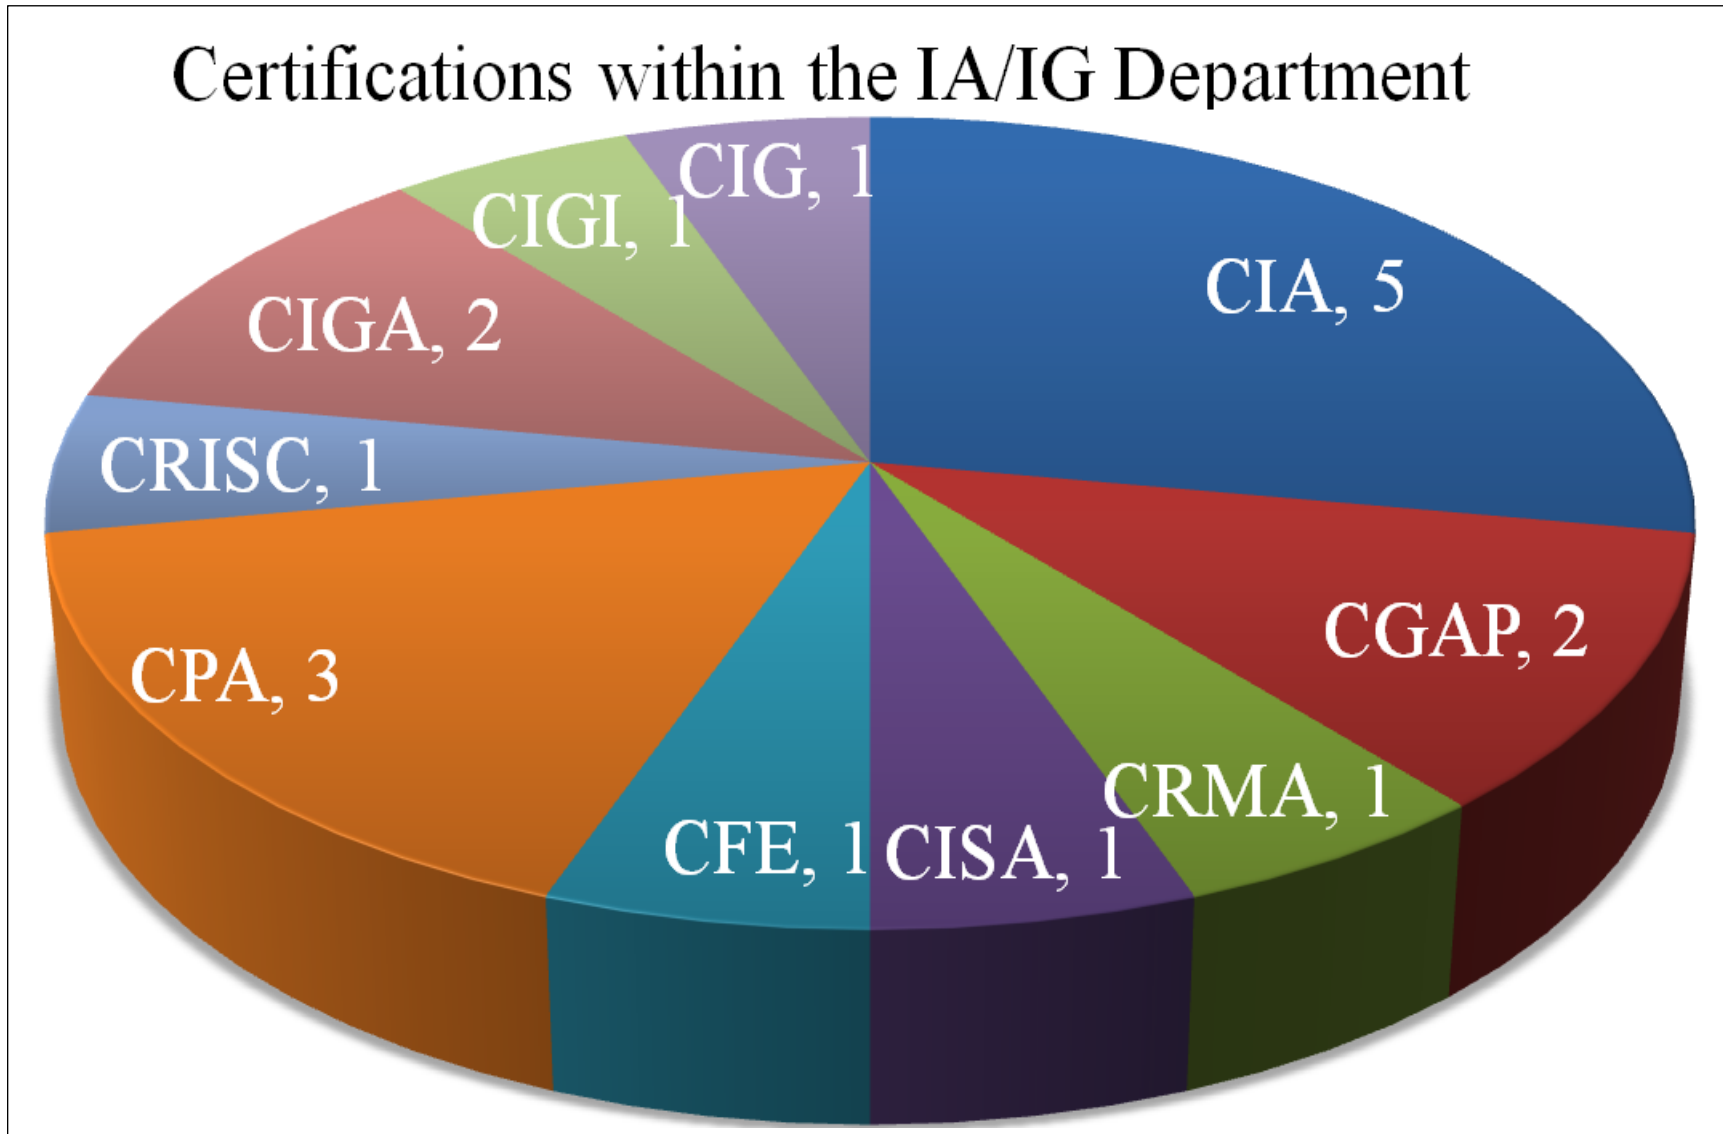 Certifications within the IA/IG Department
CIG, 1
CIGI, 1
CIA, 5
CIGA, 2
CRISC, 1
CGAP, 2
CPA, 3
CRMA, 1
CFE, 1
CISA, 1